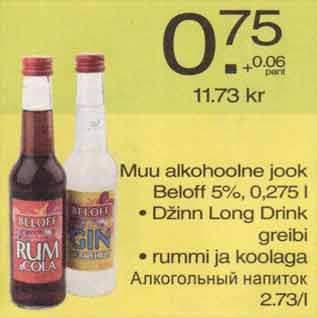 0.75
+0.06
pant
11.73 kr
Muu alkohoolne jook
Beloff 5%, 0,275 l
• Džinn Long Drink
greibi
• rummi ja koolaga
Алкогольный напиток
2.73/l
BELOFF
RUM
&COLA
BELOFF
GIN